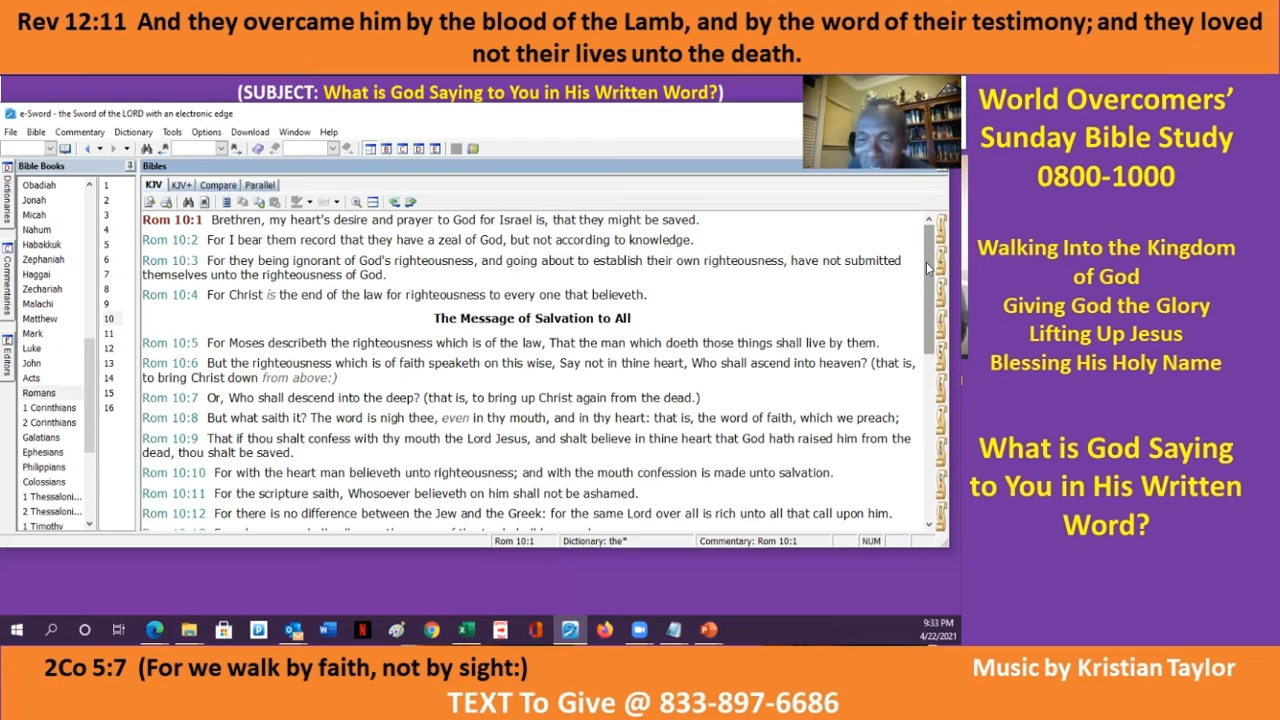 Rev 12:11 And they overcame him by the blood of the Lamb, and by the word of their testimony; and they loved
not their lives unto the death.
(SUBJECT: What is God Saying to You in His Written Word?)
e-Sword - the Sword of the LORD with an electronic edge
File Bible Commentary Dictionary Tools Options Download Window Help
B C D E
Bible Books
Obadiah
Jonah
Micah
Nahum
Habakkuk
Zephaniah
Haggai
Zechariah
Malachi
Matthew
Mark
Luke
John
Acts
Romans
1 Corinthians
2 Corinthians
Galatians
Ephesians
Philippians
Colossians
1 Thessaloni...
2 Thessaloni...
1 Timothy
1
2
3
4
5
6
7
8
9
10
11
12
13
14
15
16
Dictionaries
Commentaries
Editors
Bibles
KJV KJV+ Compare Parallel
Rom 10:1 Brethren, my heart's desire and prayer to God for Israel is, that they might be saved.
Rom 10:2 For I bear them record that they have a zeal of God, but not according to knowledge.
Rom 10:3 For they being ignorant of God's righteousness, and going about to establish their own righteousness, have not submitted
themselves unto the righteousness of God.
Rom 10:4 For Christ is the end of the law for righteousness to every one that believeth.
The Message of Salvation to All
Rom 10:5 For Moses describeth the righteousness which is of the law, That the man which doeth those things shall live by them.
Rom 10:6 But the righteousness which is of faith speaketh on this wise, Say not in thine heart, Who shall ascend into heaven? (that is,
to bring Christ down from above:)
Rom 10:7 Or, Who shall descend into the deep? (that is, to bring up Christ again from the dead.)
Rom 10:8 But what saith it? The word is nigh thee, even in thy mouth, and in thy heart: that is, the word of faith, which we preach;
Rom 10:9 That if thou shalt confess with thy mouth the Lord Jesus, and shalt believe in thine heart that God hath raised him from the
dead, thou shalt be saved.
Rom 10:10 For with the heart man believeth unto righteousness; and with the mouth confession is made unto salvation.
Rom 10:11 For the scripture saith, Whosoever believeth on him shall not be ashamed.
Rom 10:12 For there is no difference between the Jew and the Greek: for the same Lord over all is rich unto all that call upon him.
Rom 10:1 Dictionary: the* Commentary: Rom 10:1 NUM
9:33 PM
4/22/2021
World Overcomers'
Sunday Bible Study
0800-1000
Walking Into the Kingdom
of God
Giving God the Glory
Lifting Up Jesus
Blessing His Holy Name
What is God Saying
to You in His Written
Word?
2Co 5:7 (For we walk by faith, not by sight:)
Music by Kristian Taylor
TEXT To Give @ 833-897-6686